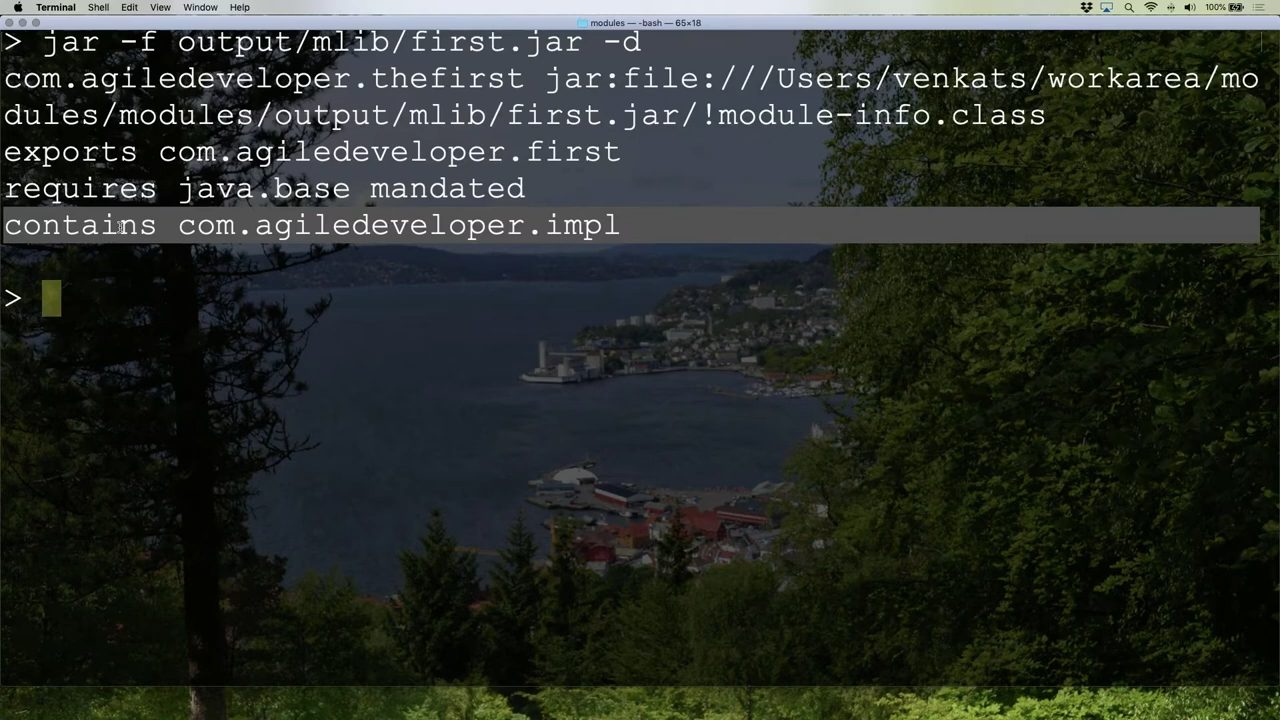 Terminal Shell Edit View Window Help 100%
modules — -bash — 65×18
> jar -f output/mlib/first.jar -d
com.agiledeveloper.thefirst jar:file:///Users/venkats/workarea/mo
dules/modules/output/mlib/first.jar/!module-info.class
exports com.agiledeveloper.first
requires java.base mandated
contains com.agiledeveloper.impl
>